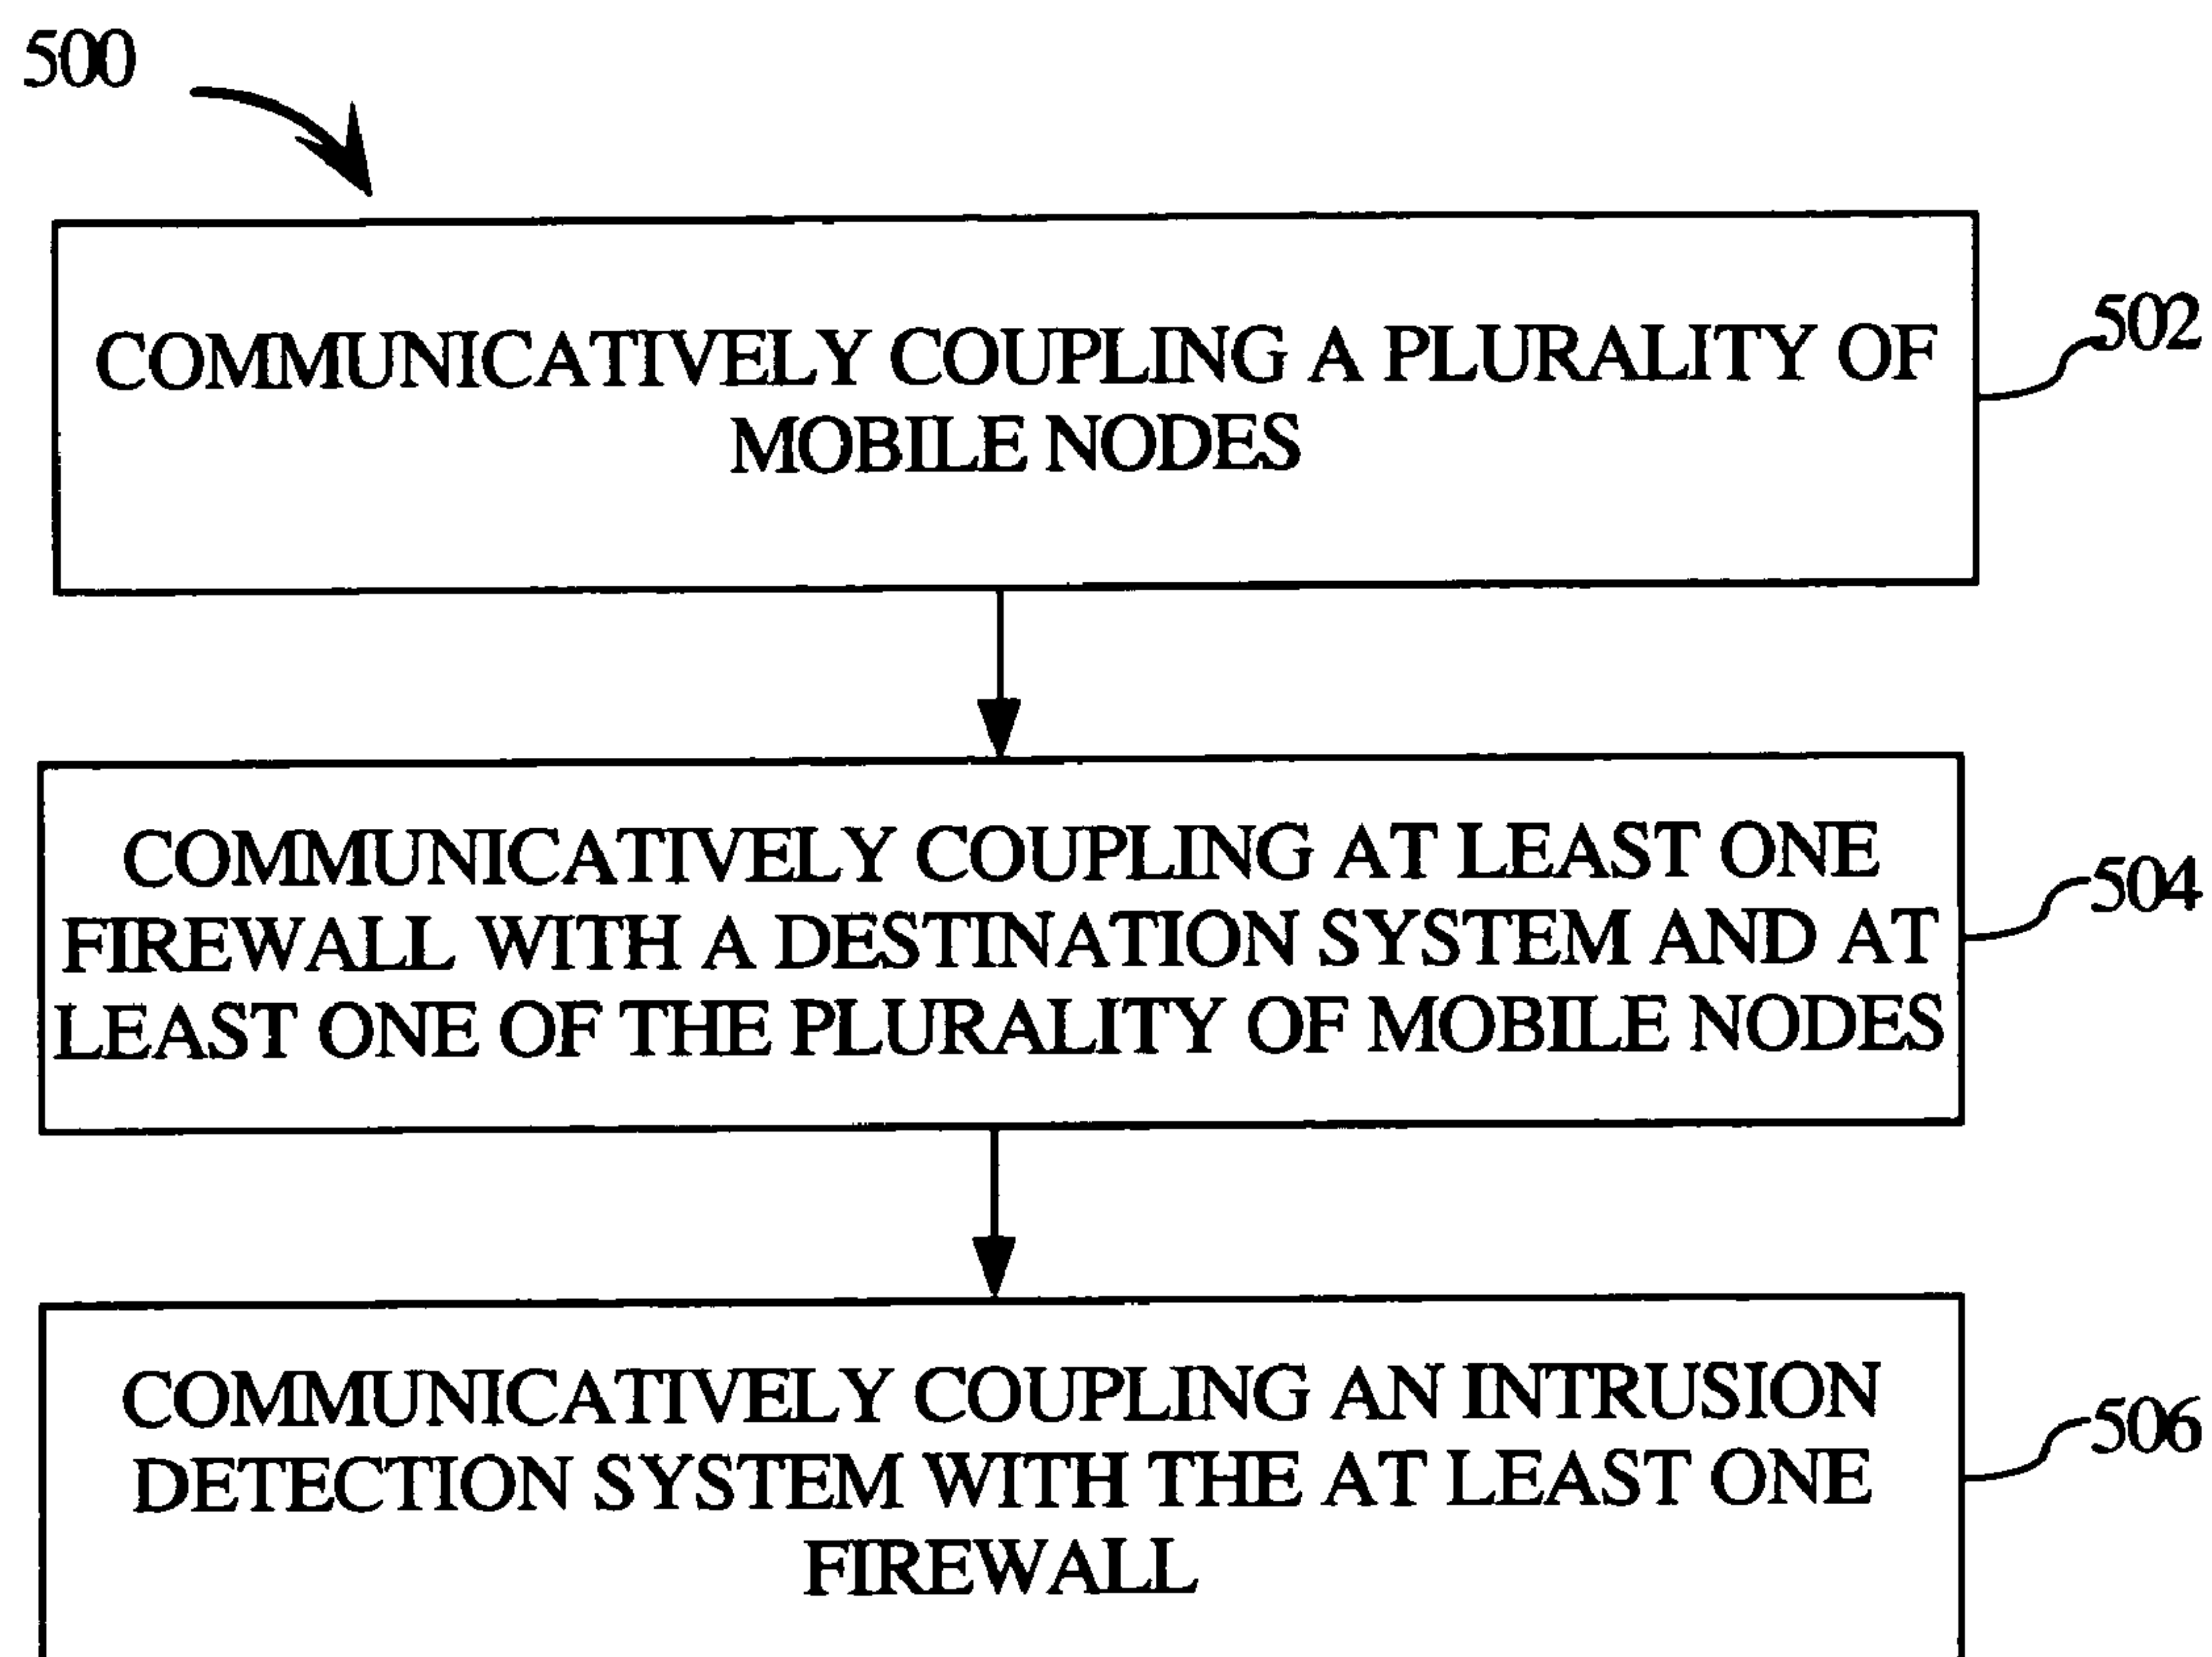 500
COMMUNICATIVELY COUPLING A PLURALITY OF
MOBILE NODES
502
COMMUNICATIVELY COUPLING AT LEAST ONE
FIREWALL WITH A DESTINATION SYSTEM AND AT
LEAST ONE OF THE PLURALITY OF MOBILE NODES
504
COMMUNICATIVELY COUPLING AN INTRUSION
DETECTION SYSTEM WITH THE AT LEAST ONE
FIREWALL
506